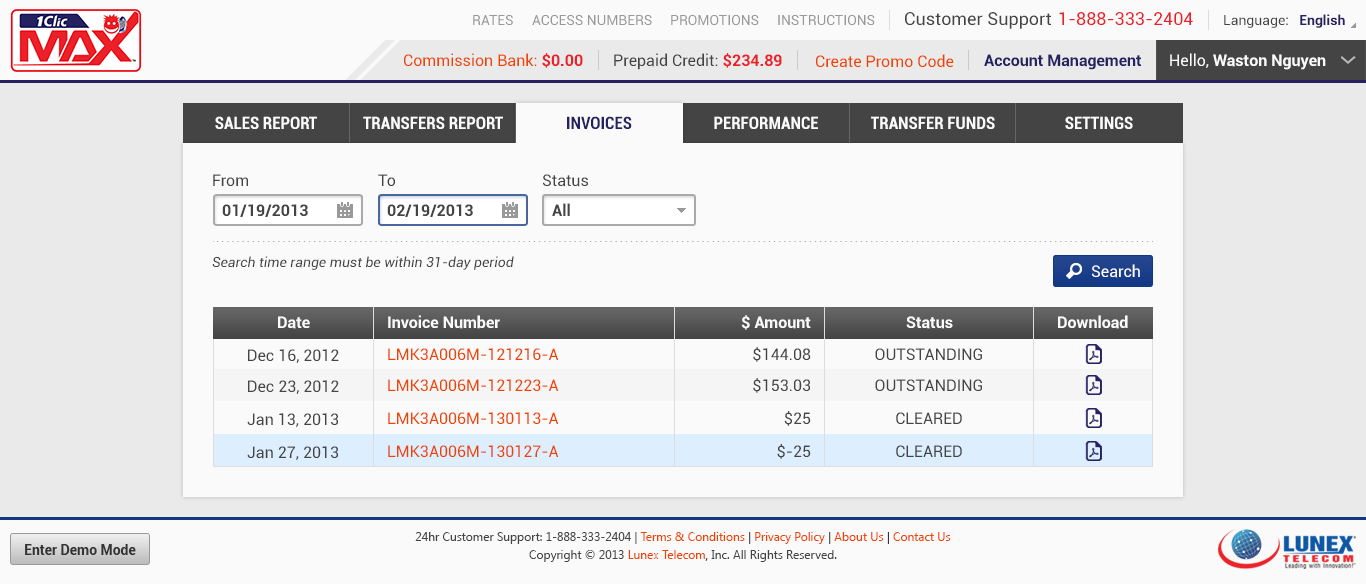 1Clic
MAX
RATES ACCESS NUMBERS PROMOTIONS INSTRUCTIONS Customer Support 1-888-333-2404 Language: English
Commission Bank: $0.00 Prepaid Credit: $234.89 Create Promo Code Account Management Hello, Waston Nguyen
SALES REPORT TRANSFERS REPORT INVOICES PERFORMANCE TRANSFER FUNDS SETTINGS
From To Status
01/19/2013 02/19/2013 All
Search time range must be within 31-day period
Search
Date Invoice Number $ Amount Status Download
Dec 16, 2012 LMK3A006M-121216-A $144.08 OUTSTANDING
Dec 23, 2012 LMK3A006M-121223-A $153.03 OUTSTANDING
Jan 13, 2013 LMK3A006M-130113-A $25 CLEARED
Jan 27, 2013 LMK3A006M-130127-A $-25 CLEARED
Enter Demo Mode
24hr Customer Support: 1-888-333-2404 | Terms & Conditions | Privacy Policy | About Us | Contact Us
Copyright © 2013 Lunex Telecom, Inc. All Rights Reserved.
LUNEX
TELECOM
Leading with Innovation!